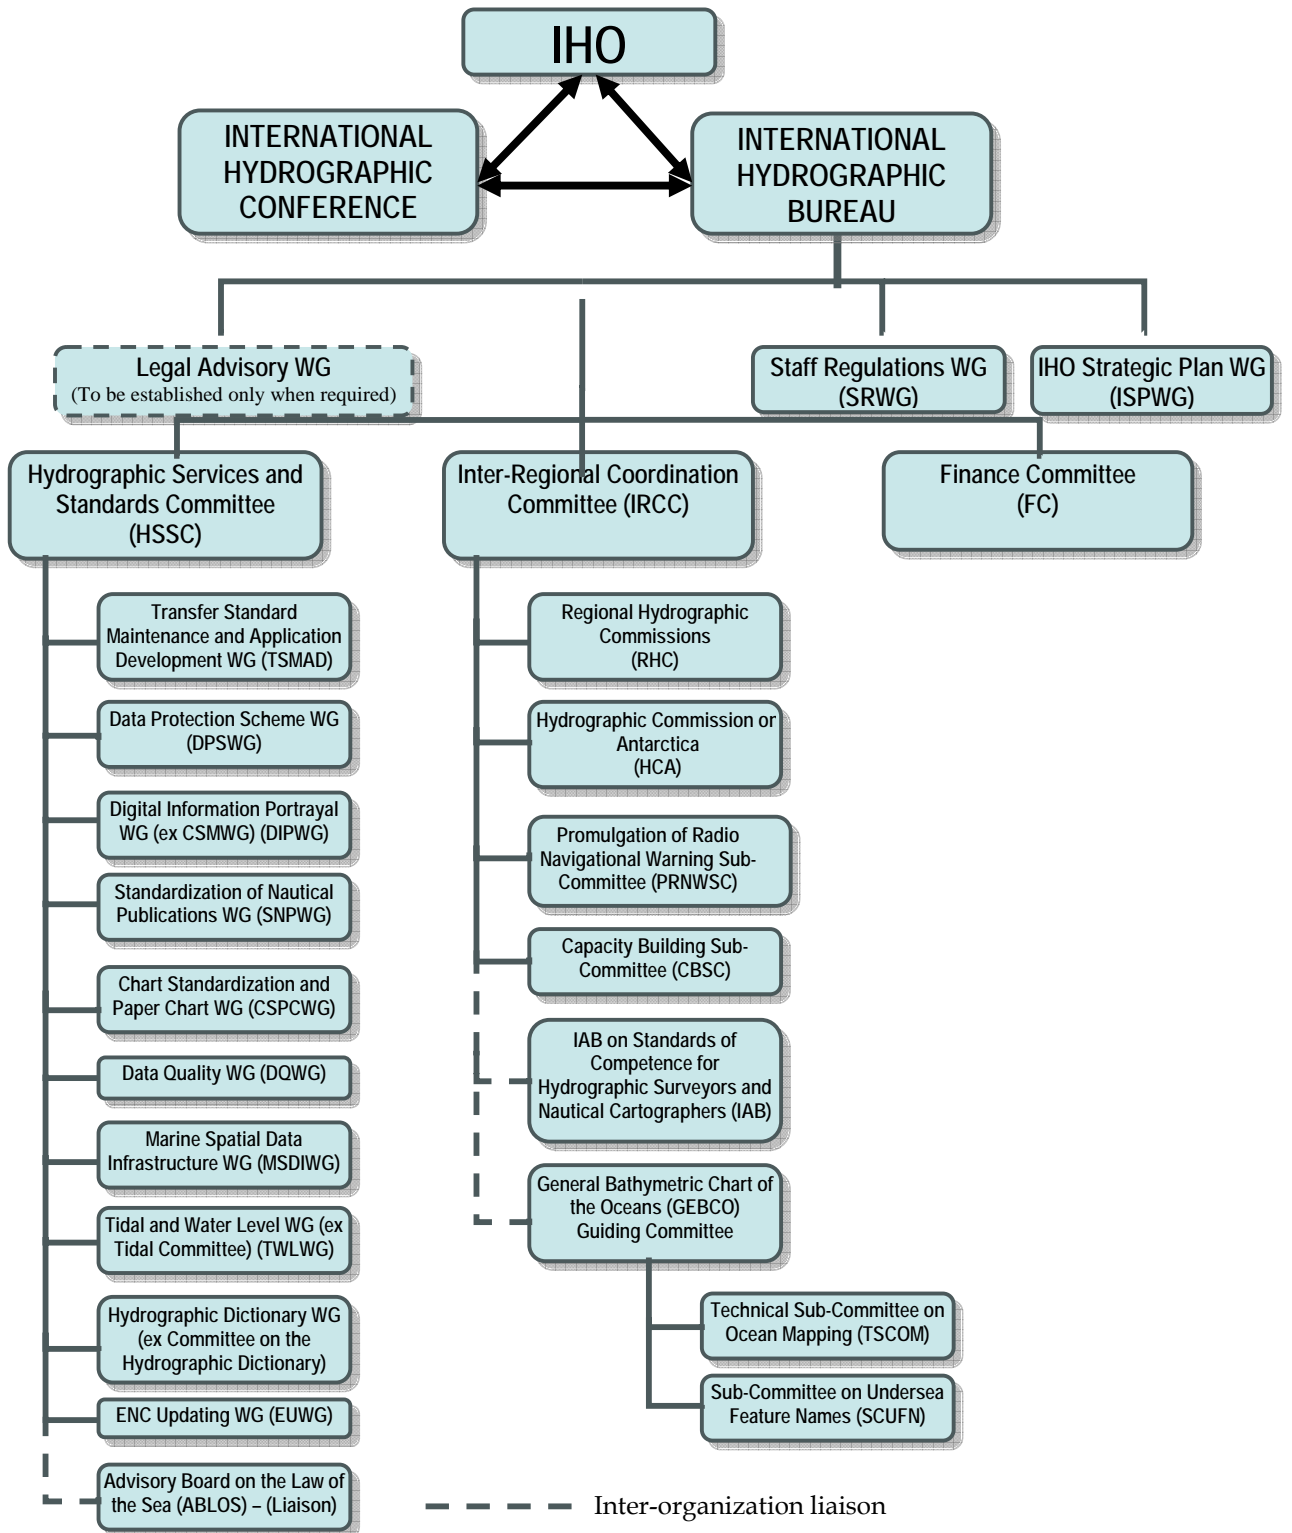 IHO
INTERNATIONAL
HYDROGRAPHIC
CONFERENCE
INTERNATIONAL
HYDROGRAPHIC
BUREAU
Legal Advisory WG
(To be established only when required)
Staff Regulations WG
(SRWG)
IHO Strategic Plan WG
(ISPWG)
Hydrographic Services and
Standards Committee
(HSSC)
Inter-Regional Coordination
Committee (IRCC)
Finance Committee
(FC)
Transfer Standard
Maintenance and Application
Development WG (TSMAD)
Data Protection Scheme WG
(DPSWG)
Digital Information Portrayal
WG (ex CSMWG) (DIPWG)
Standardization of Nautical
Publications WG (SNPWG)
Chart Standardization and
Paper Chart WG (CSPCWG)
Data Quality WG (DQWG)
Marine Spatial Data
Infrastructure WG (MSDIWG)
Tidal and Water Level WG (ex
Tidal Committee) (TWLWG)
Hydrographic Dictionary WG
(ex Committee on the
Hydrographic Dictionary)
ENC Updating WG (EUWG)
Advisory Board on the Law of
the Sea (ABLOS) – (Liaison)
Regional Hydrographic
Commissions
(RHC)
Hydrographic Commission on
Antarctica
(HCA)
Promulgation of Radio
Navigational Warning Sub-
Committee (PRNWSC)
Capacity Building Sub-
Committee (CBSC)
IAB on Standards of
Competence for
Hydrographic Surveyors and
Nautical Cartographers (IAB)
General Bathymetric Chart of
the Oceans (GEBCO)
Guiding Committee
Technical Sub-Committee on
Ocean Mapping (TSCOM)
Sub-Committee on Undersea
Feature Names (SCUFN)
Inter-organization liaison